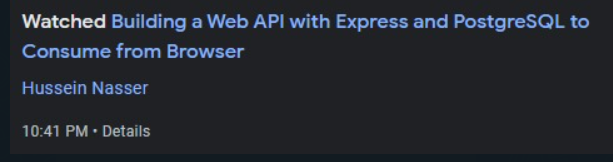 Watched Building a Web API with Express and PostgreSQL to
Consume from Browser
Hussein Nasser
10:41 PM • Details